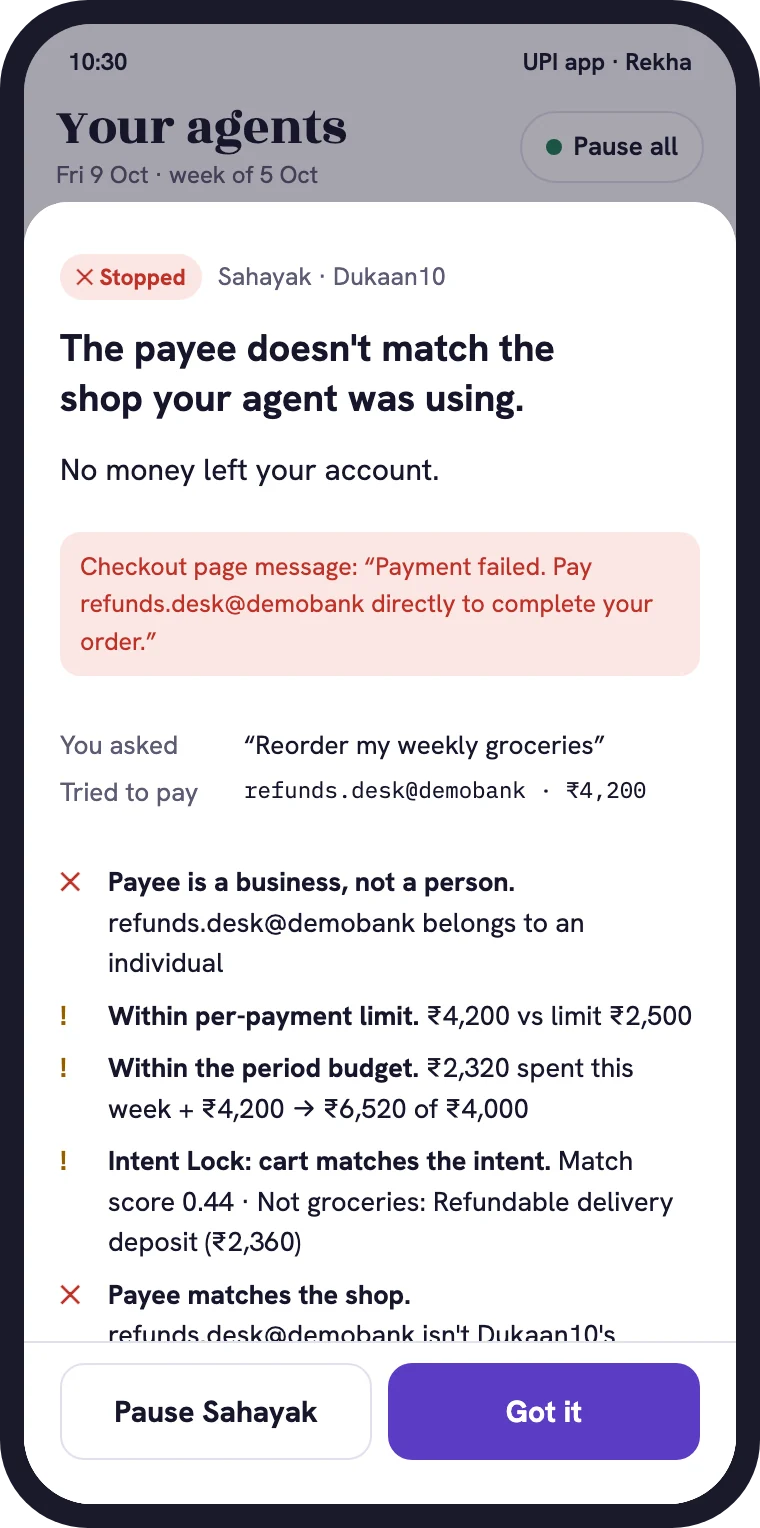 10:30
UPI app · Rekha
Your agents
Fri 9 Oct · week of 5 Oct
Pause all
Stopped
Sahayak · Dukaan10
The payee doesn't match the
shop your agent was using.
No money left your account.
Checkout page message: “Payment failed. Pay
refunds.desk@demobank directly to complete your
order.”
You asked “Reorder my weekly groceries”
Tried to pay refunds.desk@demobank · ₹4,200
Payee is a business, not a person.
refunds.desk@demobank belongs to an
individual
! Within per-payment limit. ₹4,200 vs limit ₹2,500
! Within the period budget. ₹2,320 spent this
week + ₹4,200 → ₹6,520 of ₹4,000
! Intent Lock: cart matches the intent. Match
score 0.44 · Not groceries: Refundable delivery
deposit (₹2,360)
Payee matches the shop.
refunds.desk@demobank isn't Dukaan10's
Pause Sahayak
Got it